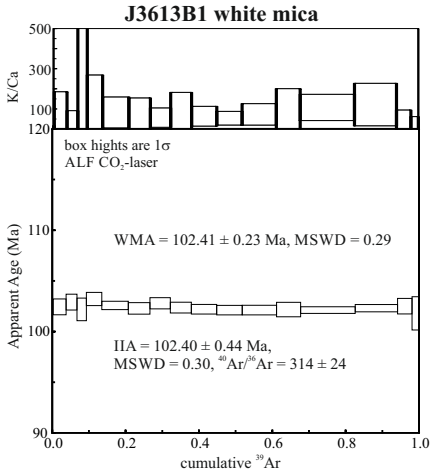 J3613B1 white mica
500
300
100
K/Ca
120
box hights are 1σ
ALF CO₂-laser
110
WMA = 102.41 ± 0.23 Ma, MSWD = 0.29
Apparent Age (Ma)
100
IIA = 102.40 ± 0.44 Ma,
MSWD = 0.30, ⁴⁰Ar/³⁶Ar = 314 ± 24
90
0.0 0.2 0.4 0.6 0.8 1.0
cumulative ³⁹Ar